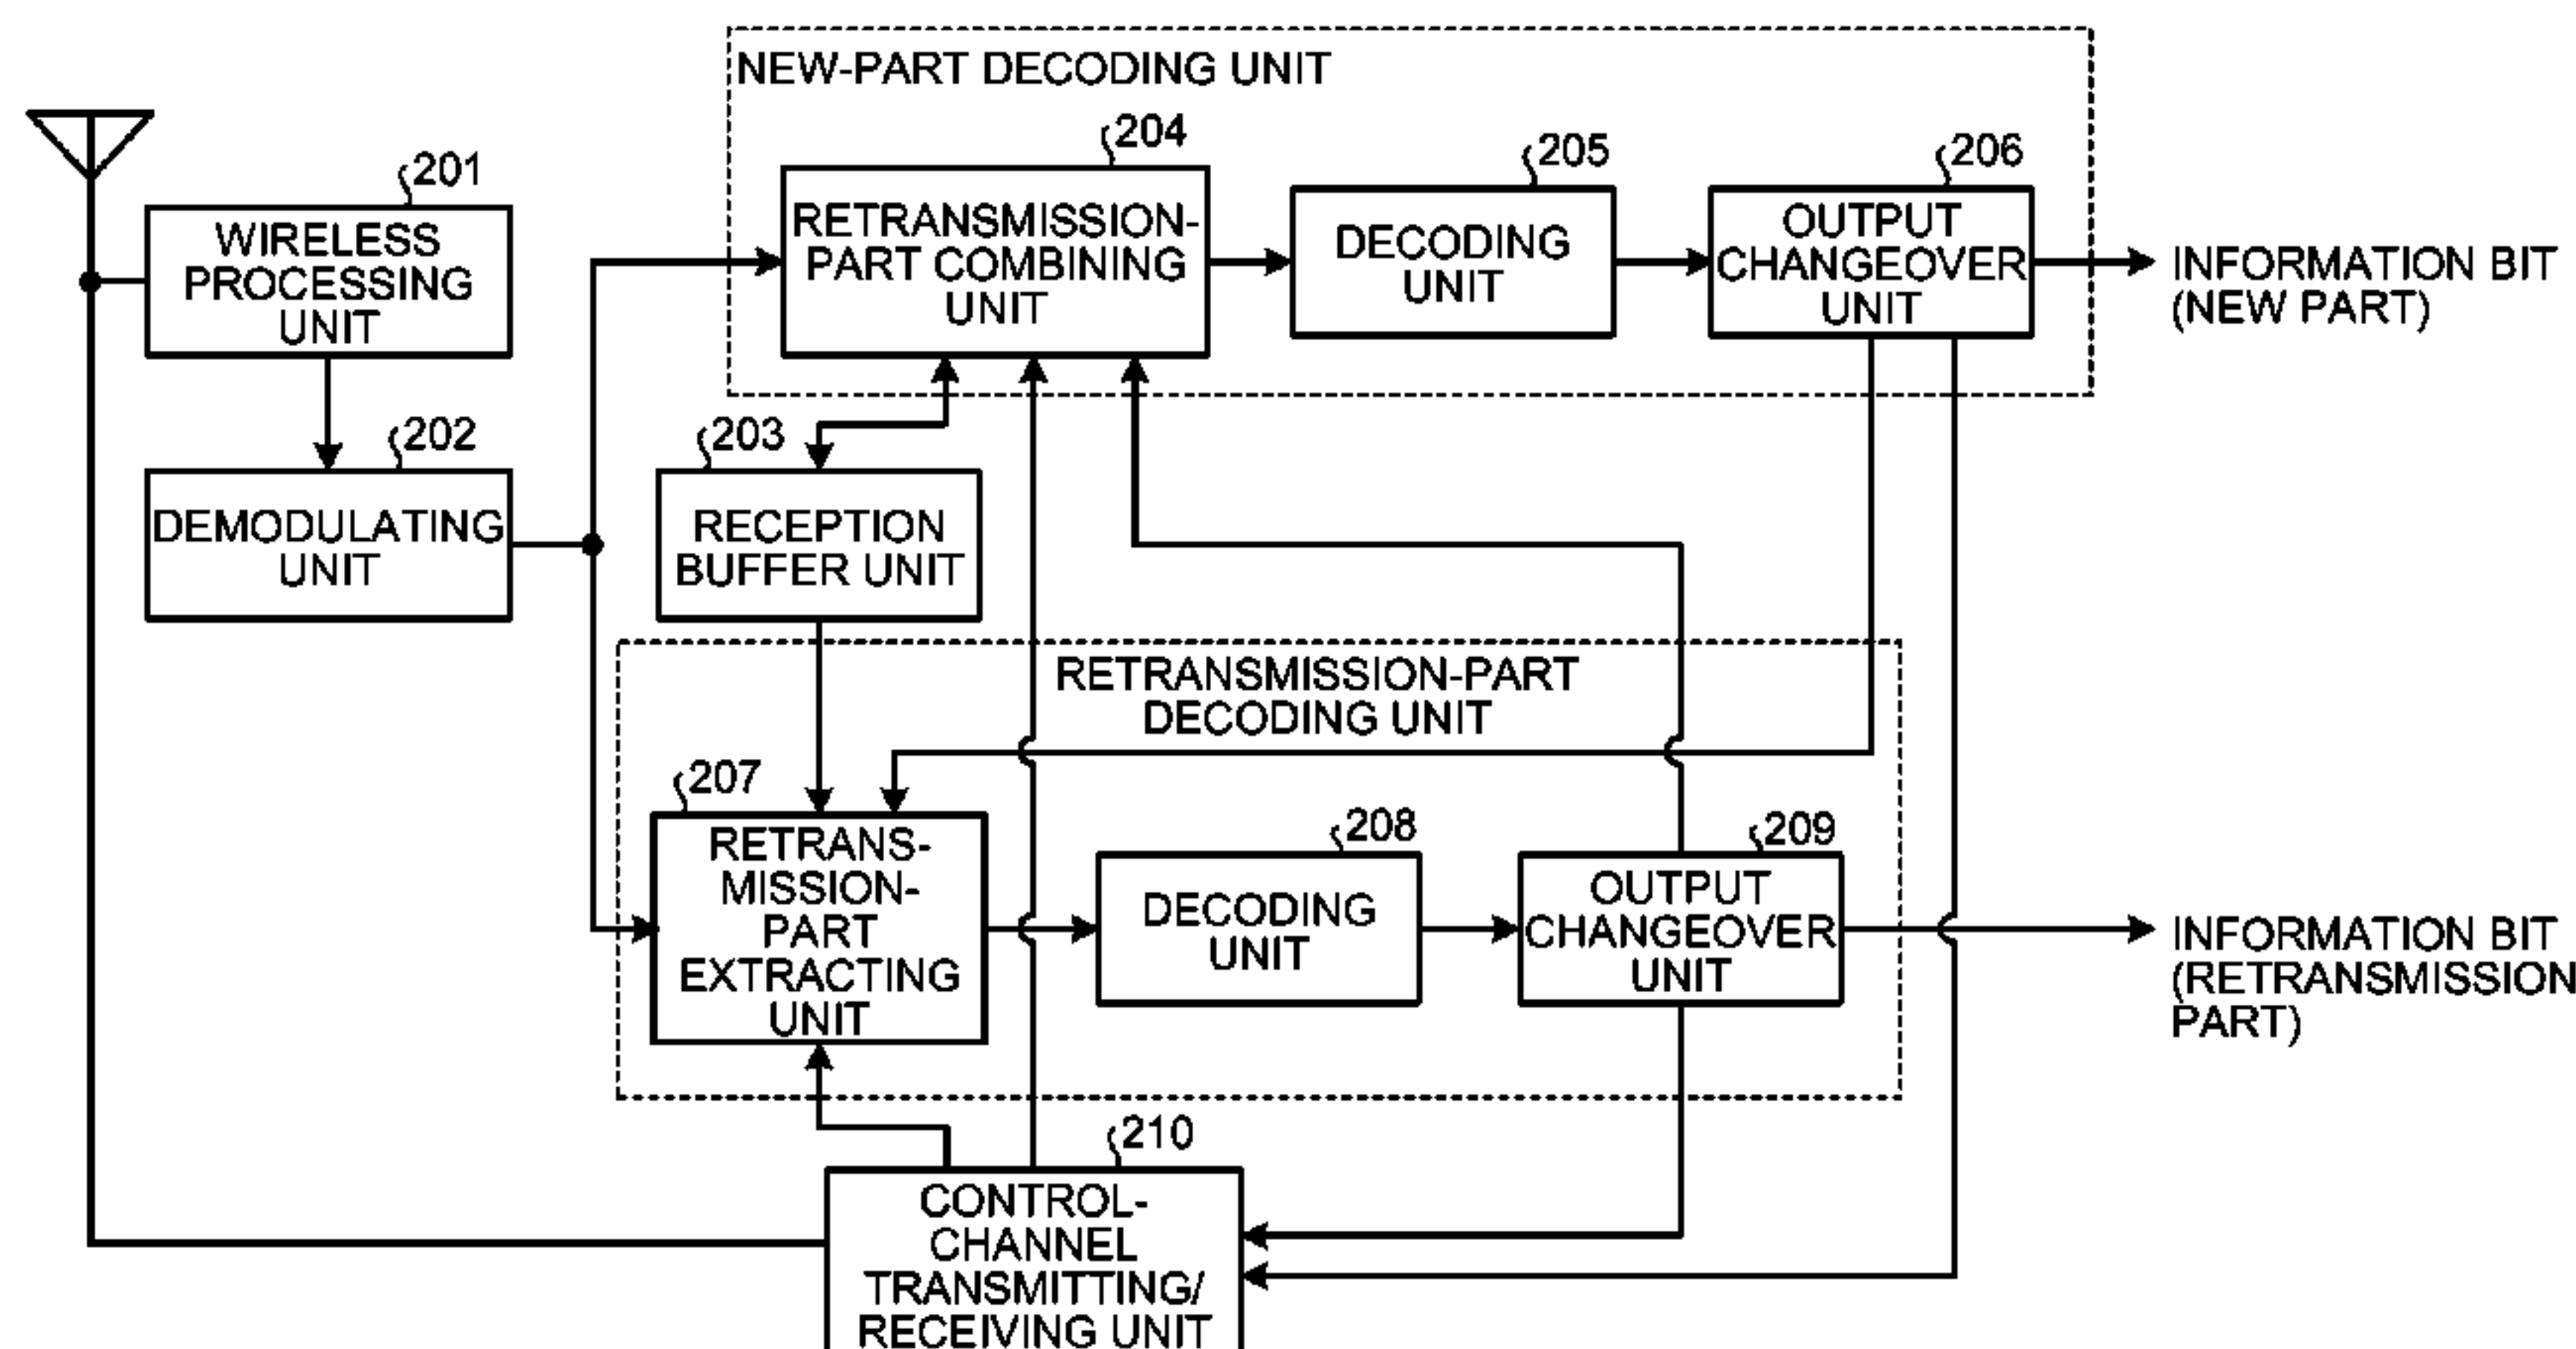 NEW-PART DECODING UNIT
201
WIRELESS
PROCESSING
UNIT
204
RETRANSMISSION-
PART COMBINING
UNIT
205
DECODING
UNIT
206
OUTPUT
CHANGEOVER
UNIT
INFORMATION BIT
(NEW PART)
202
DEMODULATING
UNIT
203
RECEPTION
BUFFER UNIT
RETRANSMISSION-PART
DECODING UNIT
207
RETRANS-
MISSION-
PART
EXTRACTING
UNIT
208
DECODING
UNIT
209
OUTPUT
CHANGEOVER
UNIT
INFORMATION BIT
(RETRANSMISSION
PART)
210
CONTROL-
CHANNEL
TRANSMITTING/
RECEIVING UNIT